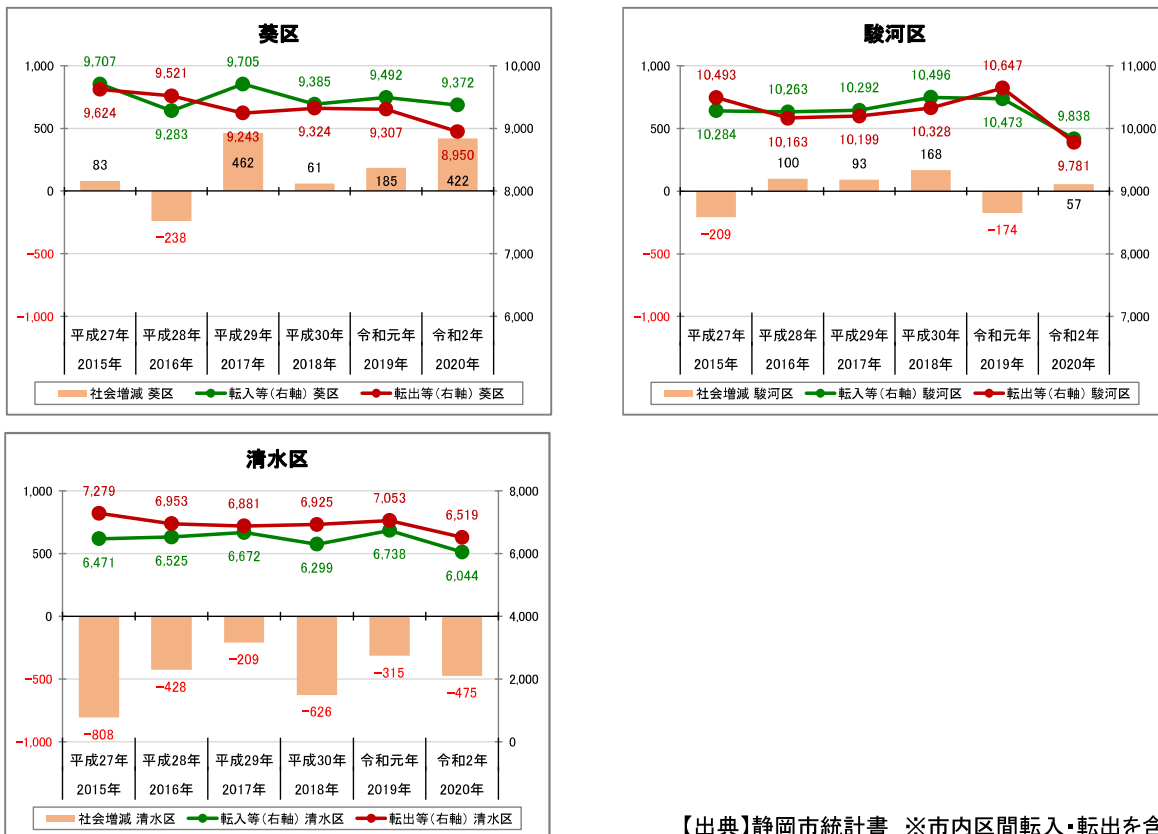 葵区
1,000 500 0 −500 −1,000
10,000 9,000 8,000 7,000 6,000
9,707 9,283 9,705 9,385 9,492 9,372
9,624 9,521 9,243 9,324 9,307 8,950
83 −238 462 61 185 422
平成27年 平成28年 平成29年 平成30年 令和元年 令和2年
2015年 2016年 2017年 2018年 2019年 2020年
社会増減 葵区 転入等(右軸) 葵区 転出等(右軸) 葵区
駿河区
1,000 500 0 −500 −1,000
11,000 10,000 9,000 8,000 7,000
10,493 10,163 10,199 10,328 10,647 9,781
10,284 10,263 10,292 10,496 10,473 9,838
−209 100 93 168 −174 57
平成27年 平成28年 平成29年 平成30年 令和元年 令和2年
2015年 2016年 2017年 2018年 2019年 2020年
社会増減 駿河区 転入等(右軸) 駿河区 転出等(右軸) 駿河区
清水区
1,000 500 0 −500 −1,000
8,000 6,000 4,000 2,000 0
7,279 6,953 6,881 6,925 7,053 6,519
6,471 6,525 6,672 6,299 6,738 6,044
−808 −428 −209 −626 −315 −475
平成27年 平成28年 平成29年 平成30年 令和元年 令和2年
2015年 2016年 2017年 2018年 2019年 2020年
社会増減 清水区 転入等(右軸) 清水区 転出等(右軸) 清水区
【出典】静岡市統計書 ※市内区間転入・転出を含